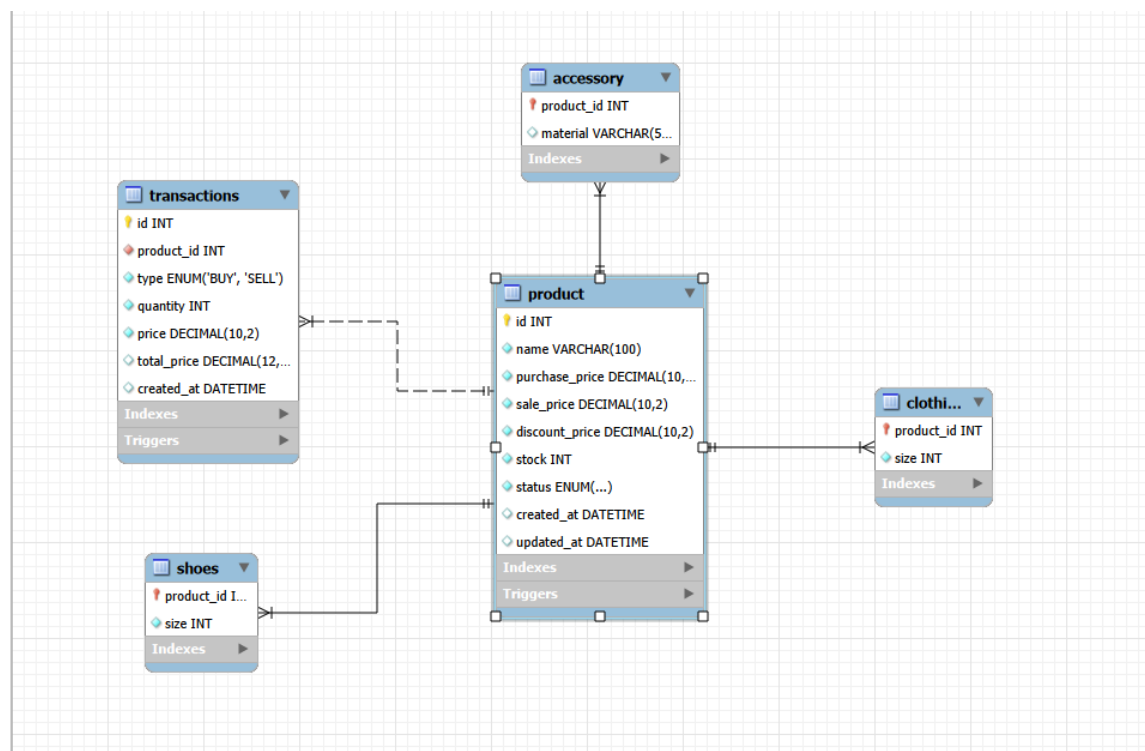 accessory
product_id INT
material VARCHAR(5...
Indexes
transactions
id INT
product_id INT
type ENUM('BUY', 'SELL')
quantity INT
price DECIMAL(10,2)
total_price DECIMAL(12,...
created_at DATETIME
Indexes
Triggers
product
id INT
name VARCHAR(100)
purchase_price DECIMAL(10,...
sale_price DECIMAL(10,2)
discount_price DECIMAL(10,2)
stock INT
status ENUM(...)
created_at DATETIME
updated_at DATETIME
Indexes
Triggers
clothi...
product_id INT
size INT
Indexes
shoes
product_id I...
size INT
Indexes